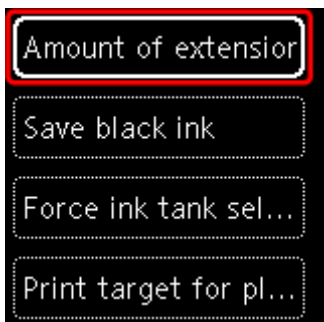 Amount of extensior
Save black ink
Force ink tank sel...
Print target for pl...